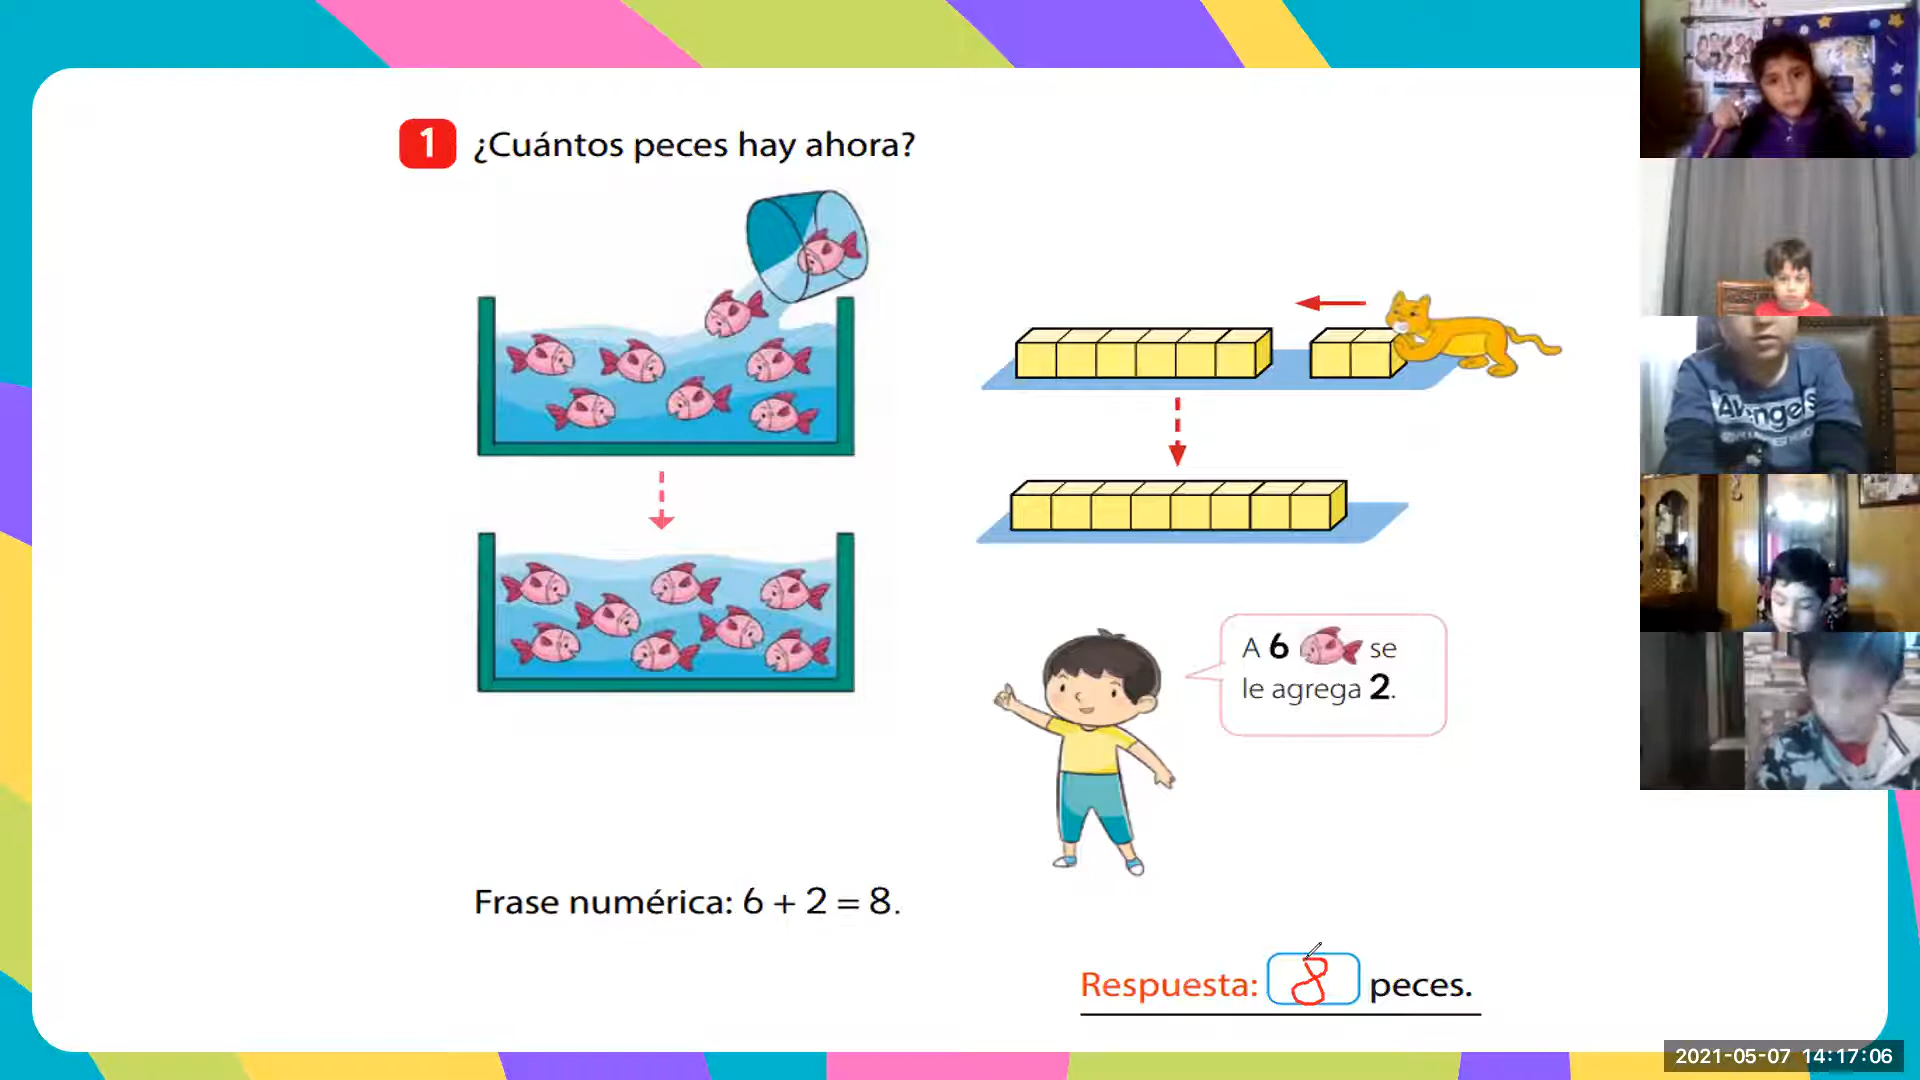 1 ¿Cuántos peces hay ahora?
A 6 se
le agrega 2.
Frase numérica: 6 + 2 = 8.
Respuesta: 8 peces.
Avengers
2021-05-07 14:17:06